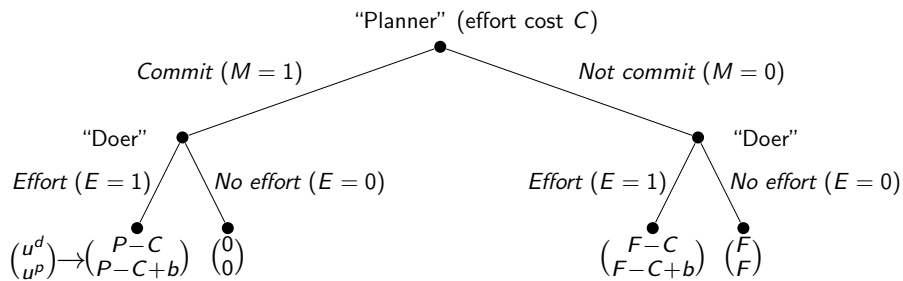 “Planner” (effort cost C)
Commit (M = 1)
Not commit (M = 0)
“Doer”
“Doer”
Effort (E = 1)
No effort (E = 0)
Effort (E = 1)
No effort (E = 0)
(u^d u^p)→(P−C P−C+b) (0 0)
(F−C F−C+b) (F F)